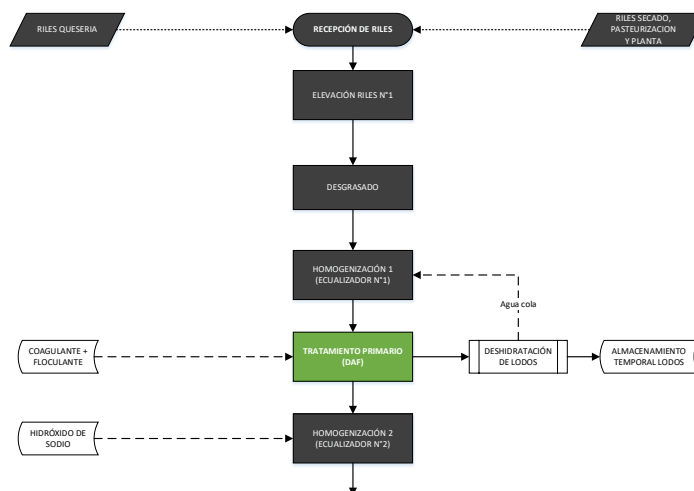 RILES QUESERIA
RECEPCIÓN DE RILES
RILES SECADO,
PASTEURIZACION
Y PLANTA
ELEVACIÓN RILES N°1
DESGRASADO
HOMOGENIZACIÓN 1
(ECUALIZADOR N°1)
Agua cola
COAGULANTE +
FLOCULANTE
TRATAMIENTO PRIMARIO
(DAF)
DESHIDRATACIÓN
DE LODOS
ALMACENAMIENTO
TEMPORAL LODOS
HIDRÓXIDO DE
SODIO
HOMOGENIZACIÓN 2
(ECUALIZADOR N°2)